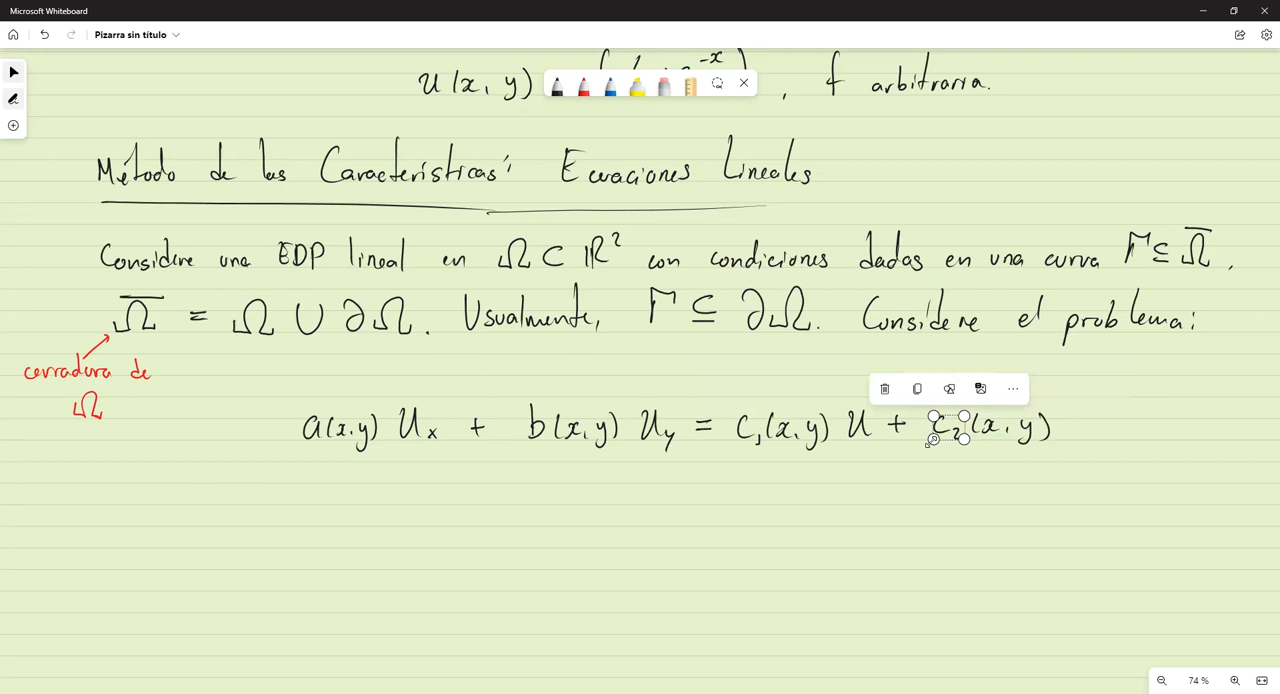 Microsoft Whiteboard
Pizarra sin título
u(x,y) -x , f arbitraria.
Método de las Características: Ecuaciones Lineales
Considere una EDP lineal en Ω ⊂ ℝ² con condiciones dadas en una curva Γ ⊆ Ω̅.
Ω̅ = Ω ∪ ∂Ω. Usualmente, Γ ⊆ ∂Ω. Considere el problema:
cerradura de
Ω
a(x,y) Uₓ + b(x,y) U_y = C₁(x,y) U + C₂(x,y)
74 %